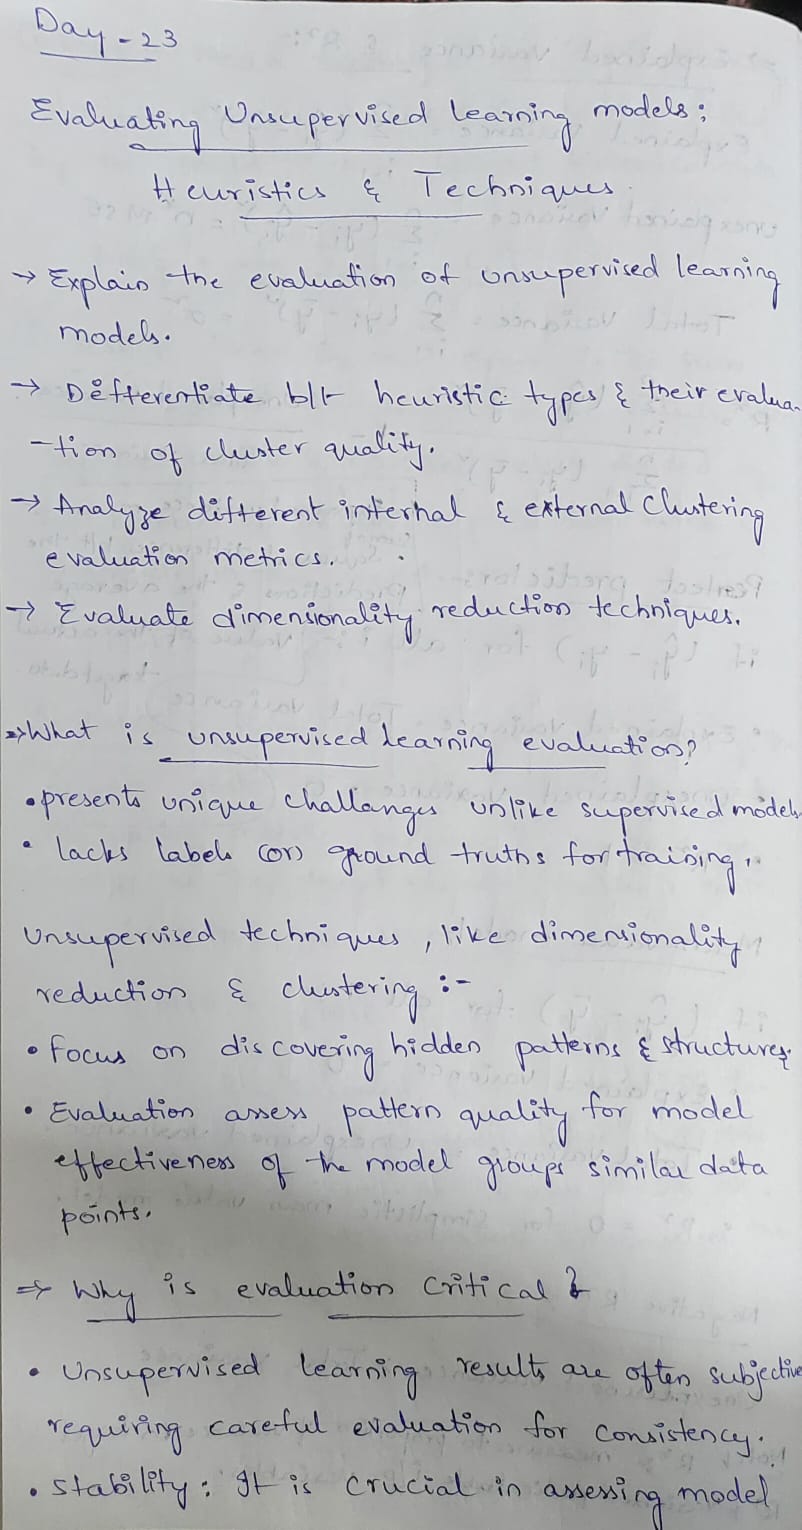 Day - 23
Evaluating Unsupervised learning models:
Heuristics & Techniques
→ Explain the evaluation of unsupervised learning
models.
→ Differentiate b/t heuristic types & their evalua-
-tion of cluster quality.
→ Analyze different internal & external clustering
evaluation metrics.
→ Evaluate dimensionality reduction techniques.
⇒ What is unsupervised learning evaluation?
• presents unique challanges unlike supervised models
• lacks labels (or) ground truths for training.
Unsupervised techniques, like dimensionality
reduction & clustering :-
• Focus on discovering hidden patterns & structures.
• Evaluation assess pattern quality for model
effectiveness of the model groups similar data
points.
⇒ Why is evaluation critical?
• Unsupervised learning results are often subjective
requiring careful evaluation for consistency.
• Stability: It is crucial in assessing model